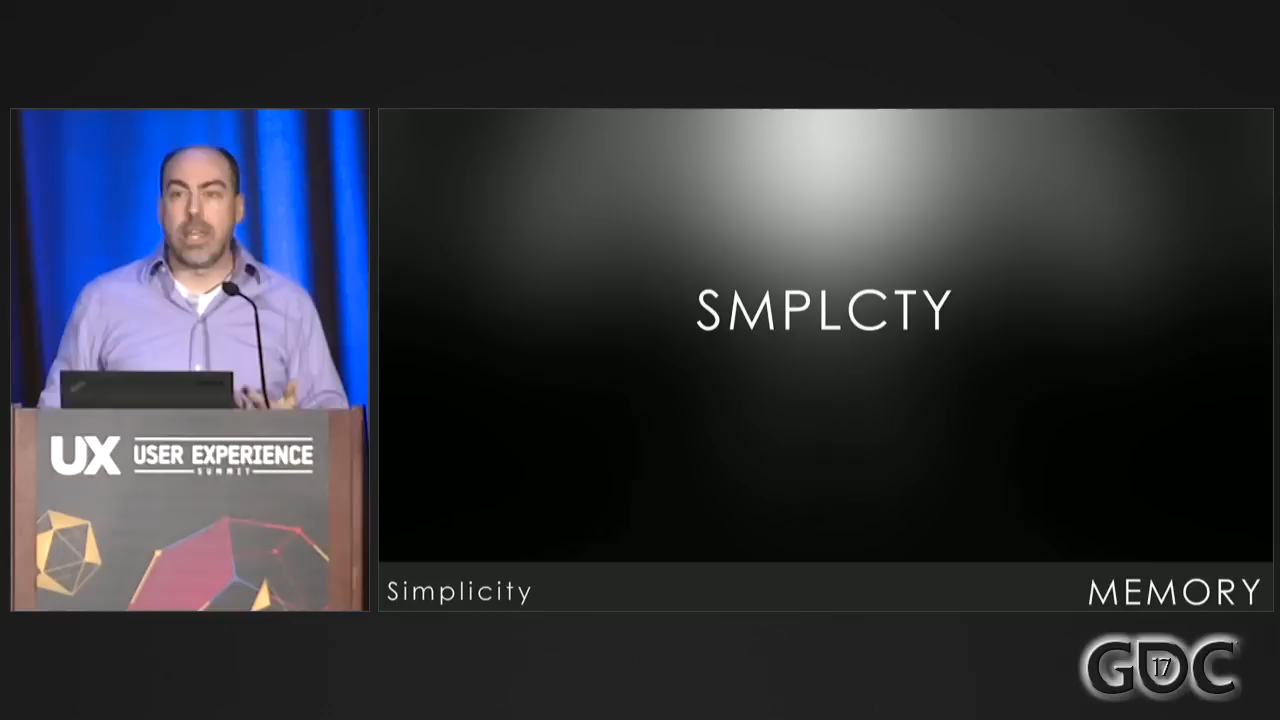 SMPLCTY
UX USER EXPERIENCE
SUMMIT
Simplicity
MEMORY
GDC 17